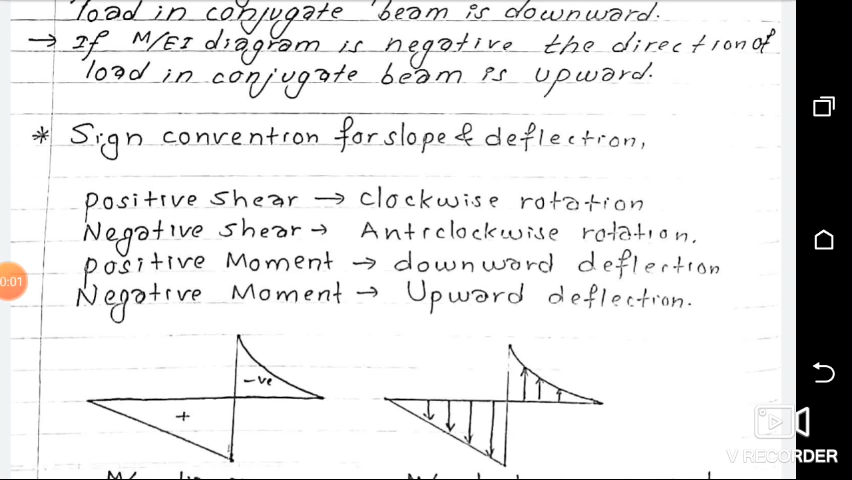 load in conjugate beam is downward.
→ If M/EI diagram is negative the direction of
load in conjugate beam is upward.
* Sign convention for slope & deflection,
positive shear → clockwise rotation
Negative shear → Anticlockwise rotation.
positive Moment → downward deflection
Negative Moment → Upward deflection.
-ve
+
0:01
V RECORDER